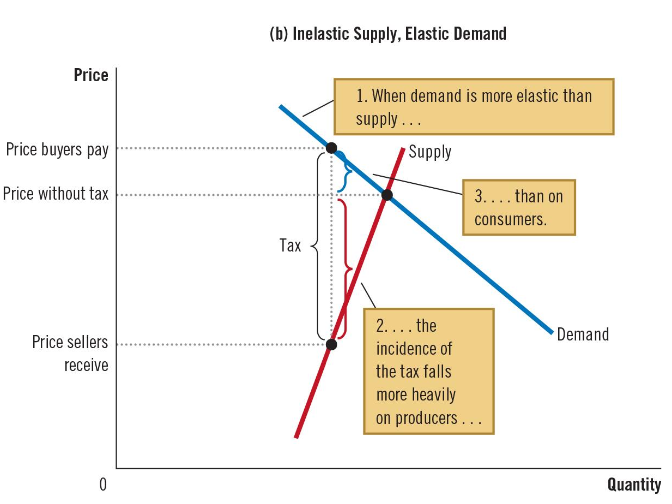 (b) Inelastic Supply, Elastic Demand
Price
1. When demand is more elastic than
supply . . .
Price buyers pay
Supply
Price without tax
3. . . . than on
consumers.
Tax
2. . . . the
incidence of
the tax falls
more heavily
on producers . . .
Price sellers
receive
Demand
0
Quantity